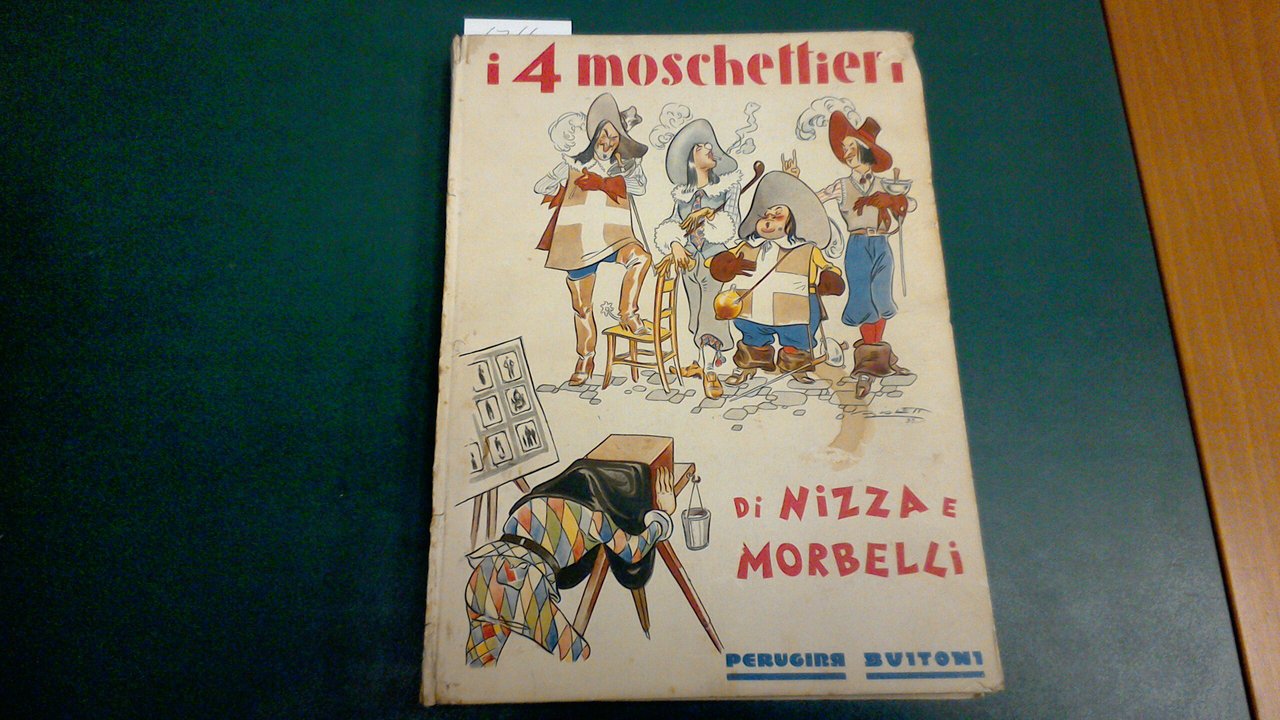 i 4 moschettieri
Di NiZZA E
MORBELLi
PERUGINA BUITONI